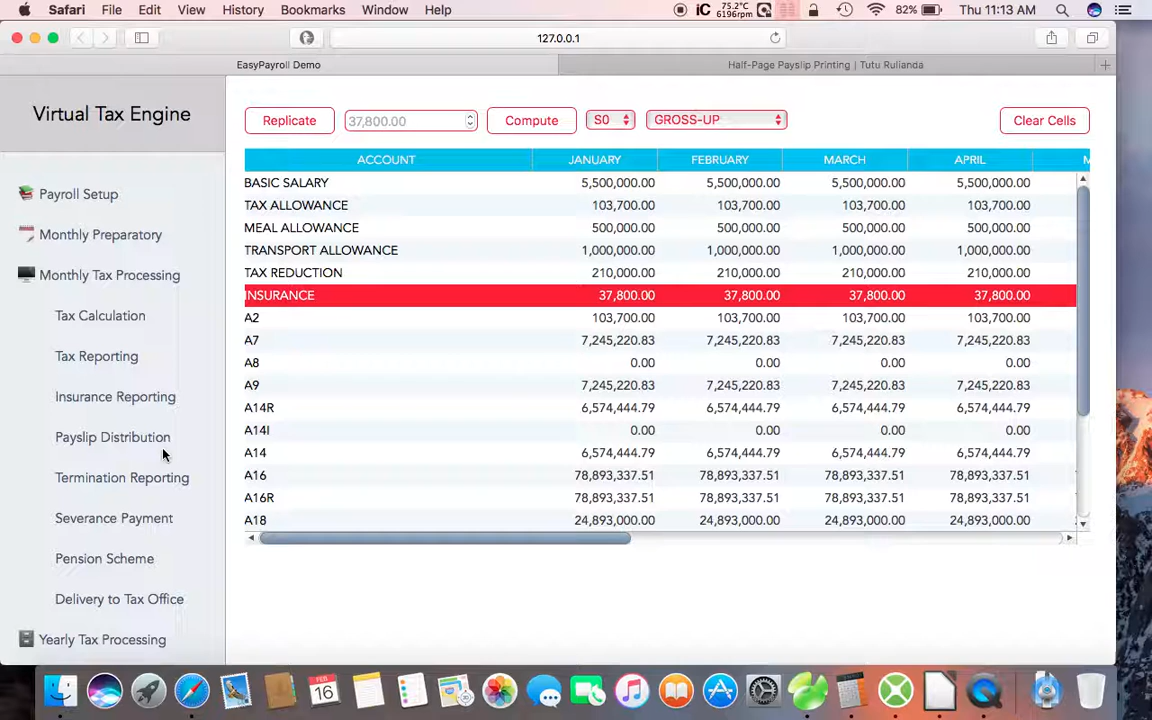 Safari File Edit View History Bookmarks Window Help iC 75.2°C 6196rpm 82% Thu 11:13 AM
127.0.0.1
EasyPayroll Demo Half-Page Payslip Printing | Tutu Rulianda
Virtual Tax Engine
Payroll Setup
Monthly Preparatory
Monthly Tax Processing
Tax Calculation
Tax Reporting
Insurance Reporting
Payslip Distribution
Termination Reporting
Severance Payment
Pension Scheme
Delivery to Tax Office
Yearly Tax Processing
Replicate 37,800.00 Compute S0 GROSS-UP Clear Cells
ACCOUNT JANUARY FEBRUARY MARCH APRIL M
BASIC SALARY 5,500,000.00 5,500,000.00 5,500,000.00 5,500,000.00
TAX ALLOWANCE 103,700.00 103,700.00 103,700.00 103,700.00
MEAL ALLOWANCE 500,000.00 500,000.00 500,000.00 500,000.00
TRANSPORT ALLOWANCE 1,000,000.00 1,000,000.00 1,000,000.00 1,000,000.00
TAX REDUCTION 210,000.00 210,000.00 210,000.00 210,000.00
INSURANCE 37,800.00 37,800.00 37,800.00 37,800.00
A2 103,700.00 103,700.00 103,700.00 103,700.00
A7 7,245,220.83 7,245,220.83 7,245,220.83 7,245,220.83
A8 0.00 0.00 0.00 0.00
A9 7,245,220.83 7,245,220.83 7,245,220.83 7,245,220.83
A14R 6,574,444.79 6,574,444.79 6,574,444.79 6,574,444.79
A14I 0.00 0.00 0.00 0.00
A14 6,574,444.79 6,574,444.79 6,574,444.79 6,574,444.79
A16 78,893,337.51 78,893,337.51 78,893,337.51 78,893,337.51
A16R 78,893,337.51 78,893,337.51 78,893,337.51 78,893,337.51
A18 24,893,000.00 24,893,000.00 24,893,000.00 24,893,000.00
FEB
16